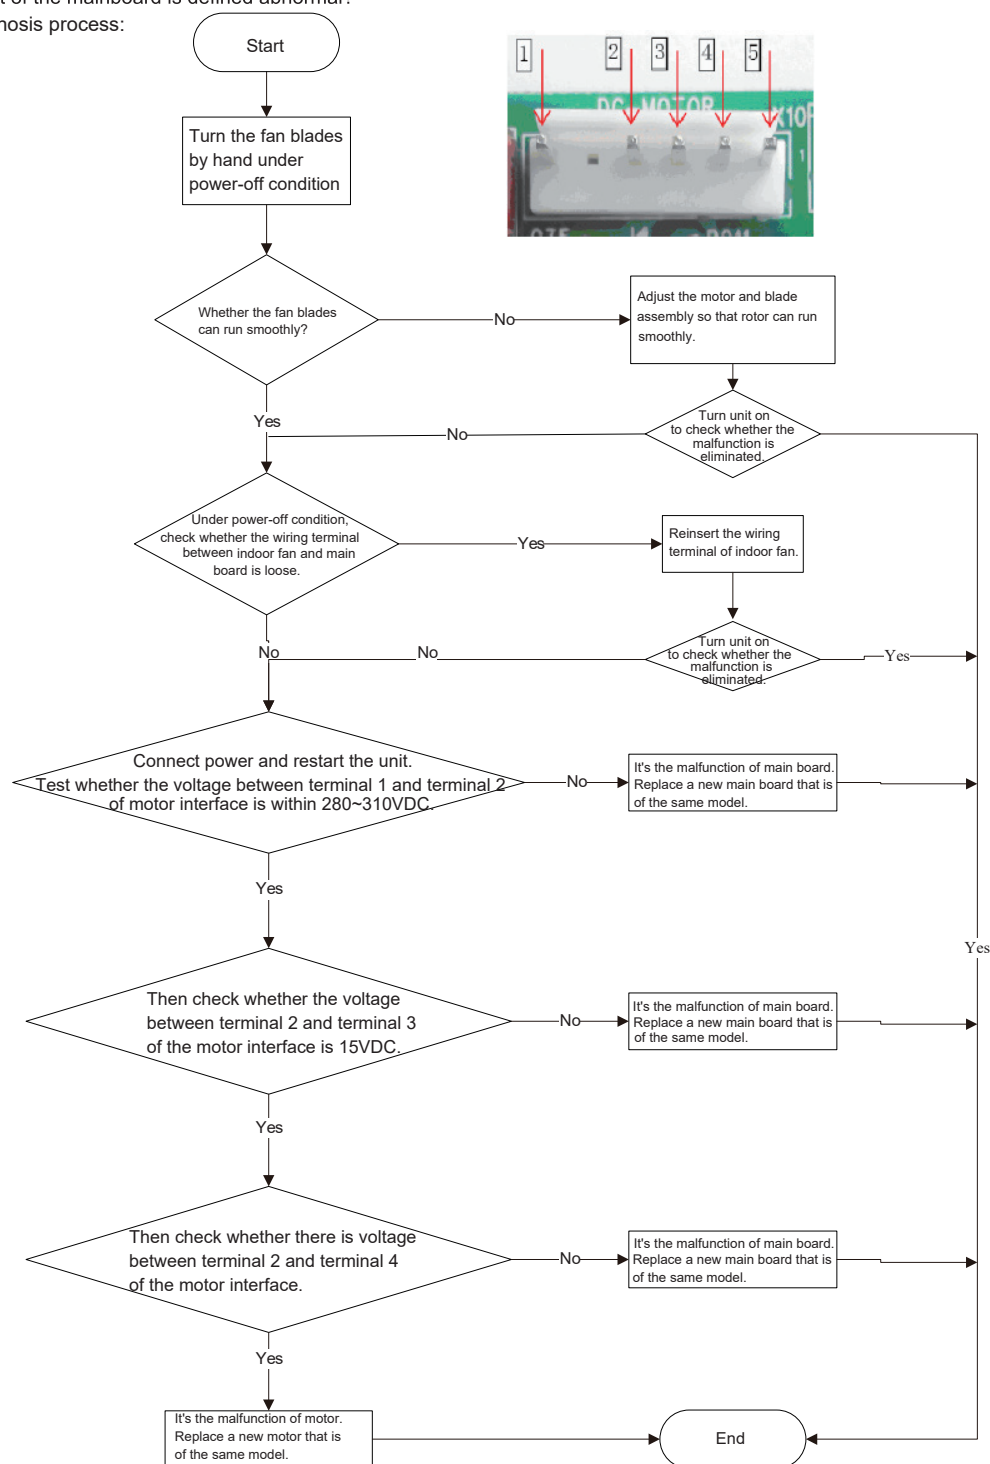 t of the mainboard is defined abnormal?
nosis process:
Start
1
2
3
4
5
DC MOTOR
1
Turn the fan blades
by hand under
power-off condition
Whether the fan blades
can run smoothly?
No
Adjust the motor and blade
assembly so that rotor can run
smoothly.
Yes
No
Turn unit on
to check whether the
malfunction is
eliminated.
Under power-off condition,
check whether the wiring terminal
between indoor fan and main
board is loose.
Yes
Reinsert the wiring
terminal of indoor fan.
No
No
Turn unit on
to check whether the
malfunction is
eliminated.
Yes
Connect power and restart the unit.
Test whether the voltage between terminal 1 and terminal 2
of motor interface is within 280~310VDC.
No
It's the malfunction of main board.
Replace a new main board that is
of the same model.
Yes
Yes
Then check whether the voltage
between terminal 2 and terminal 3
of the motor interface is 15VDC.
No
It's the malfunction of main board.
Replace a new main board that is
of the same model.
Yes
Then check whether there is voltage
between terminal 2 and terminal 4
of the motor interface.
No
It's the malfunction of main board.
Replace a new main board that is
of the same model.
Yes
It's the malfunction of motor.
Replace a new motor that is
of the same model.
End